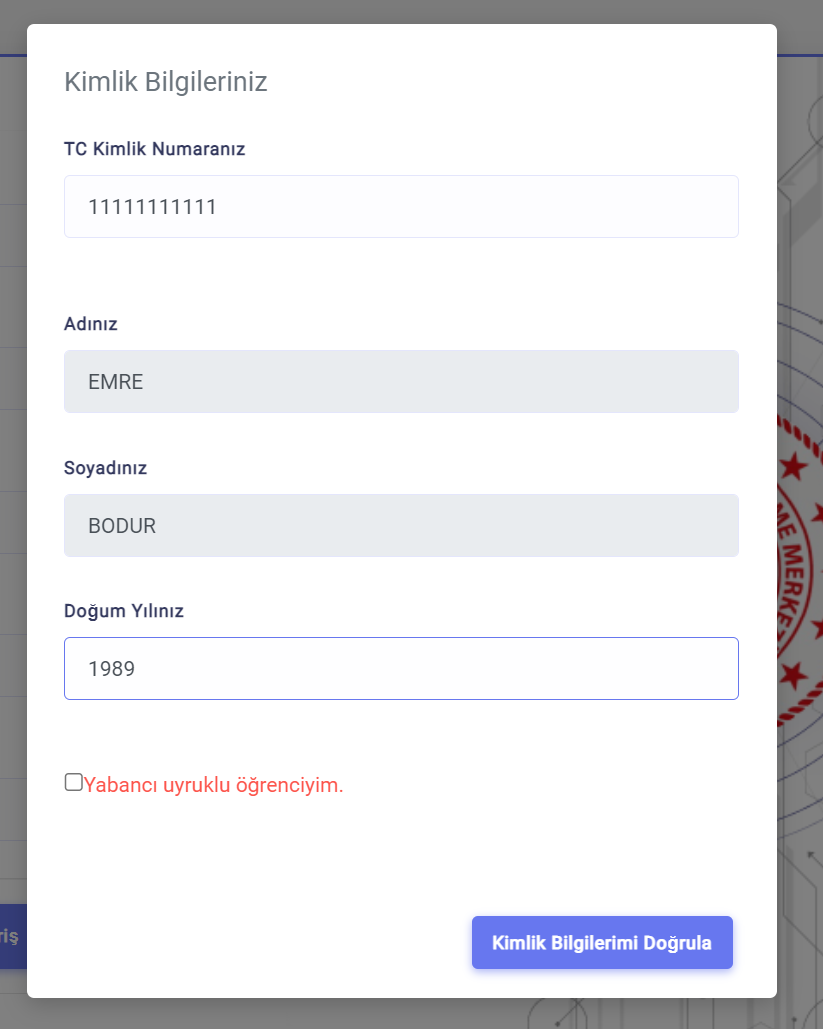 Kimlik Bilgileriniz
TC Kimlik Numaranız
11111111111
Adınız
EMRE
Soyadınız
BODUR
Doğum Yılınız
1989
Yabancı uyruklu öğrenciyim.
Kimlik Bilgilerimi Doğrula